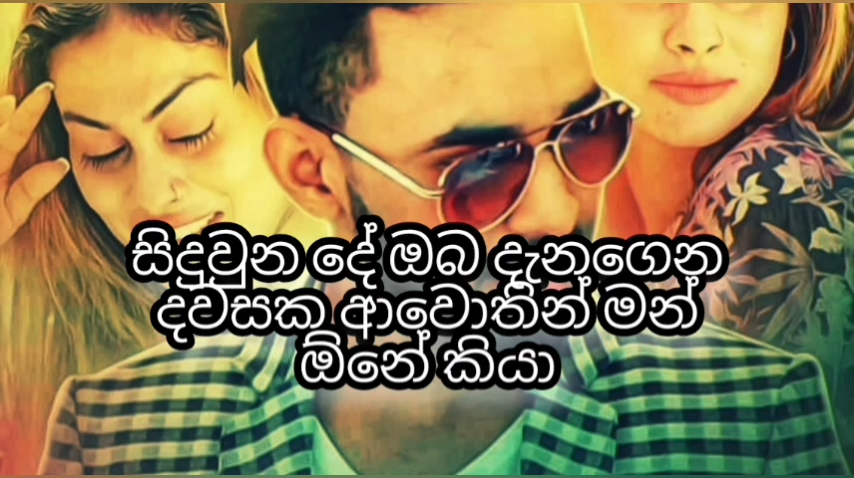 සිදුවුන දේ ඔබ දැනගෙන
දවසක ආවොතින් මන්
ඕනේ කියා